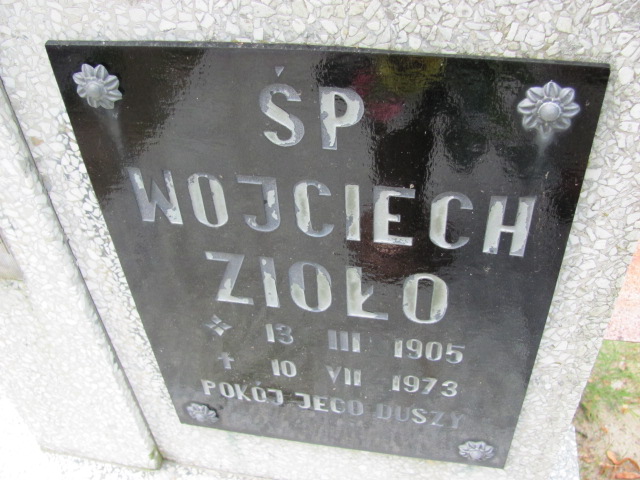 ŚP
WOJCIECH
ZIOŁO
13 III 1905
✝ 10 VII 1973
POKÓJ JEGO DUSZY